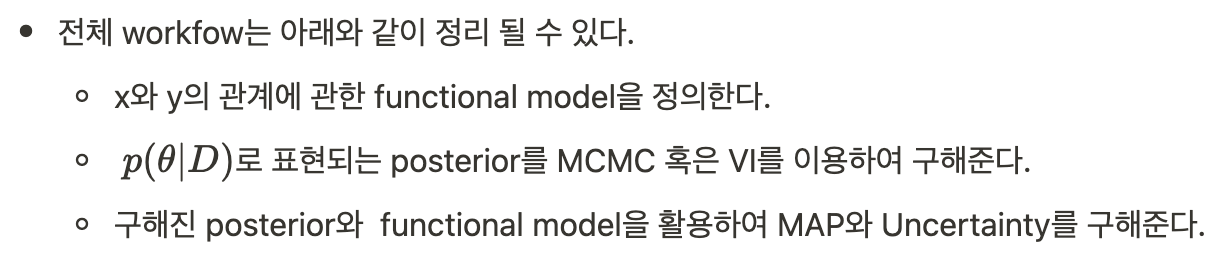 • 전체 workfow는 아래와 같이 정리 될 수 있다.
◦ x와 y의 관계에 관한 functional model을 정의한다.
◦ p(θ|D)로 표현되는 posterior를 MCMC 혹은 VI를 이용하여 구해준다.
◦ 구해진 posterior와 functional model을 활용하여 MAP와 Uncertainty를 구해준다.